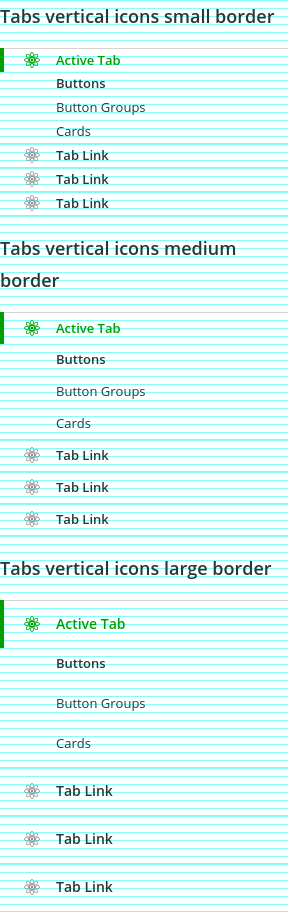 Tabs vertical icons small border
Active Tab
Buttons
Button Groups
Cards
Tab Link
Tab Link
Tab Link
Tabs vertical icons medium
border
Active Tab
Buttons
Button Groups
Cards
Tab Link
Tab Link
Tab Link
Tabs vertical icons large border
Active Tab
Buttons
Button Groups
Cards
Tab Link
Tab Link
Tab Link